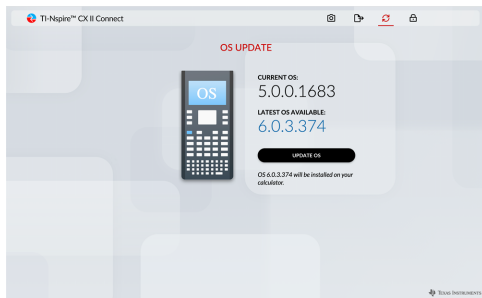 TI-Nspire™ CX II Connect
OS UPDATE
OS
CURRENT OS:
5.0.0.1683
LATEST OS AVAILABLE:
6.0.3.374
UPDATE OS
OS 6.0.3.374 will be installed on your
calculator.
TEXAS INSTRUMENTS